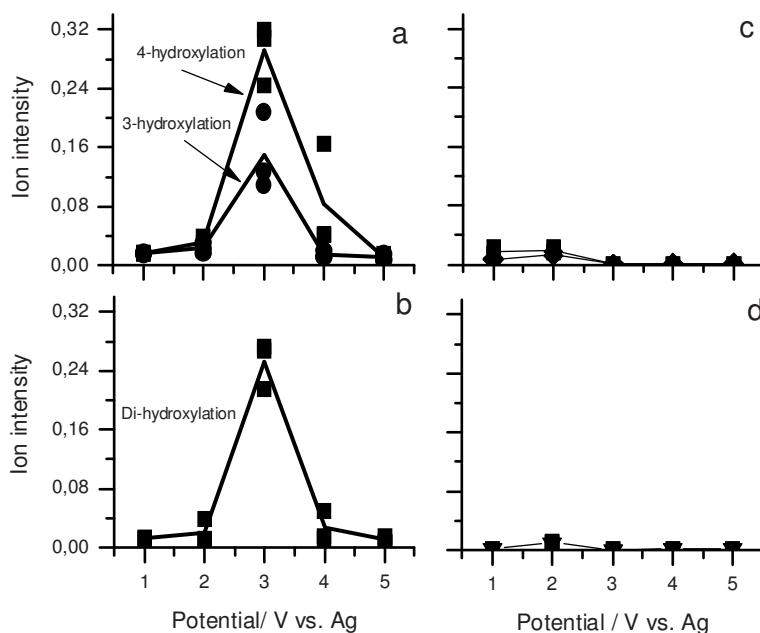 a
0,32
4-hydroxylation
0,24
3-hydroxylation
0,16
0,08
0,00
Ion intensity
c
b
0,32
0,24
Di-hydroxylation
0,16
0,08
0,00
Ion intensity
1 2 3 4 5
Potential/ V vs. Ag
d
1 2 3 4 5
Potential / V vs. Ag